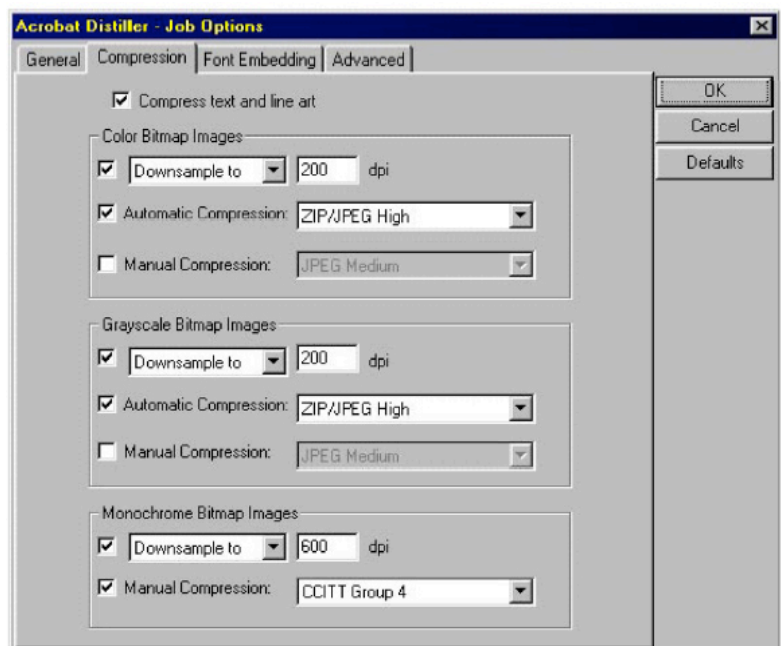 Acrobat Distiller - Job Options
General Compression Font Embedding Advanced
Compress text and line art
OK
Cancel
Defaults
Color Bitmap Images
Downsample to 200 dpi
Automatic Compression: ZIP/JPEG High
Manual Compression: JPEG Medium
Grayscale Bitmap Images
Downsample to 200 dpi
Automatic Compression: ZIP/JPEG High
Manual Compression: JPEG Medium
Monochrome Bitmap Images
Downsample to 600 dpi
Manual Compression: CCITT Group 4